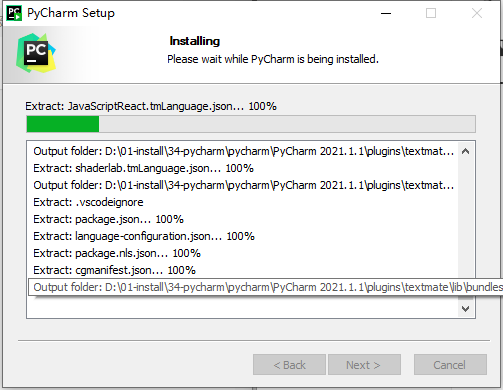 PyCharm Setup
PC
Installing
Please wait while PyCharm is being installed.
PC
Extract: JavaScriptReact.tmLanguage.json... 100%
Output folder: D:\01-install\34-pycharm\pycharm\PyCharm 2021.1.1\plugins\textmate...
Extract: shaderlab.tmLanguage.json... 100%
Output folder: D:\01-install\34-pycharm\pycharm\PyCharm 2021.1.1\plugins\textmate...
Extract: .vscodeignore
Extract: package.json... 100%
Extract: language-configuration.json... 100%
Extract: package.nls.json... 100%
Extract: cgmanifest.json... 100%
Output folder: D:\01-install\34-pycharm\pycharm\PyCharm 2021.1.1\plugins\textmate\lib\bundles
< Back
Next >
Cancel